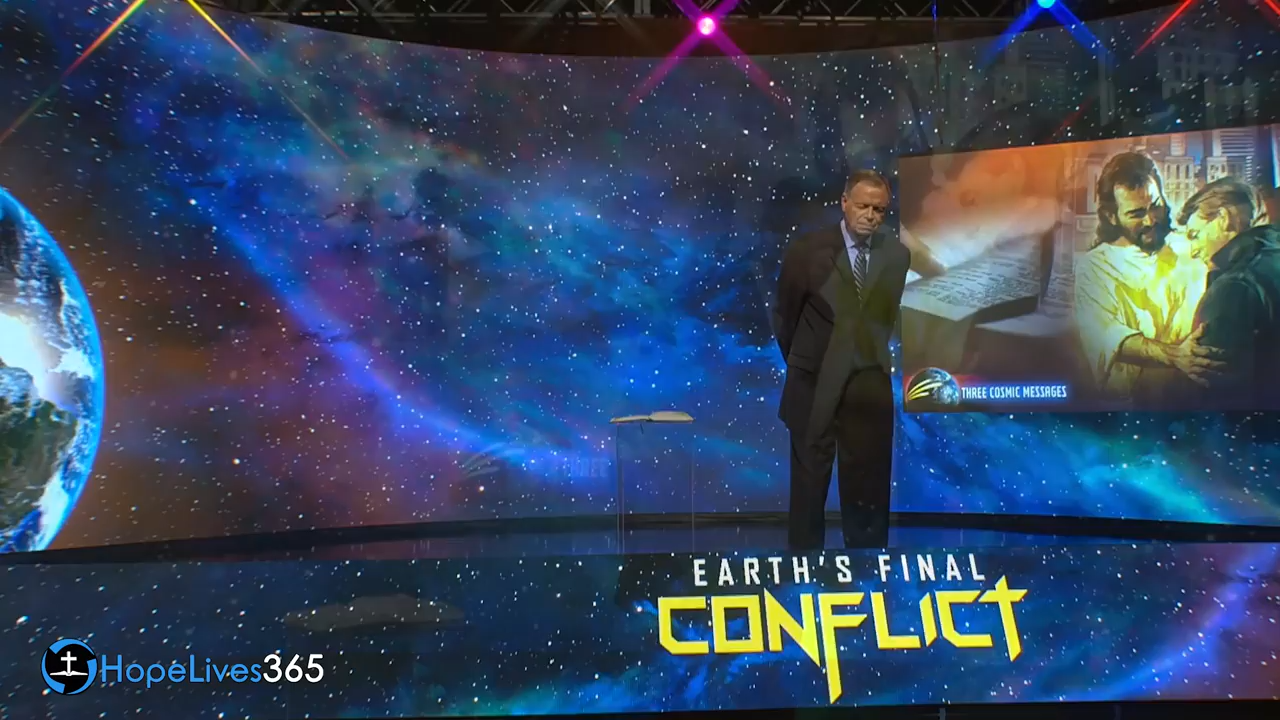 THREE COSMIC MESSAGES
EARTH'S FINAL
CONFLICT
HopeLives365